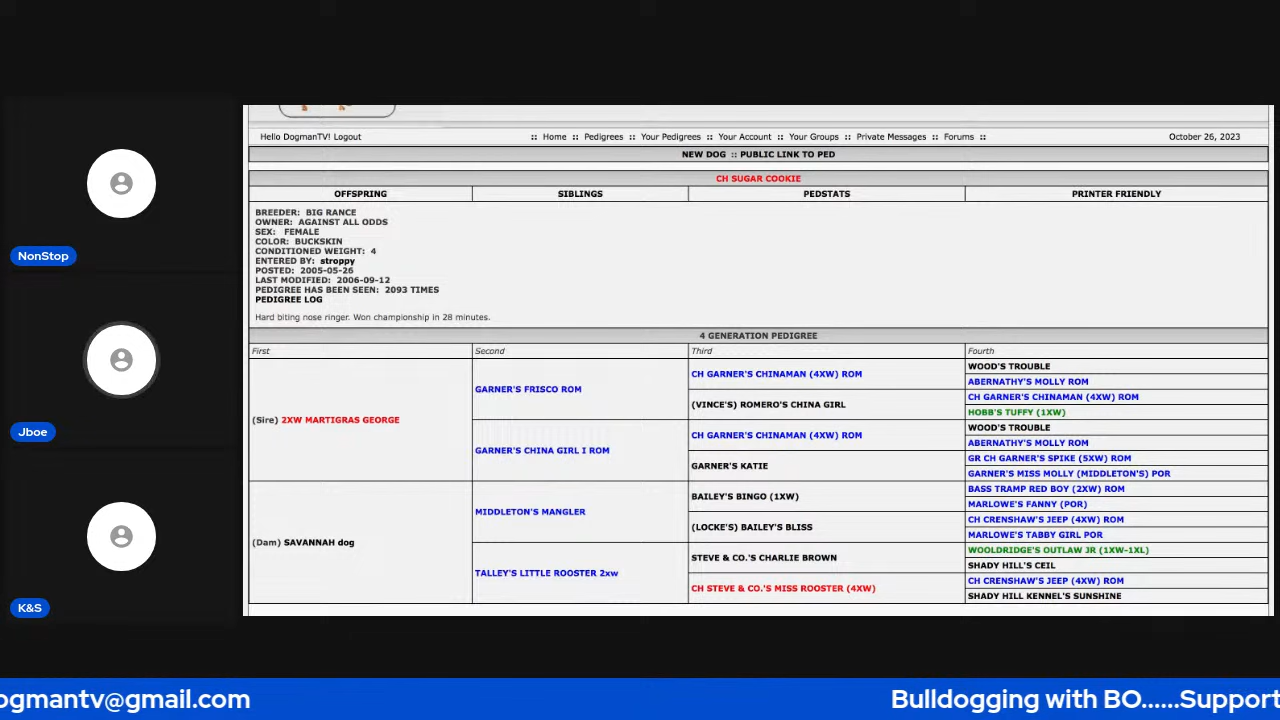 Hello DogmanTV! Logout
:: Home :: Pedigrees :: Your Pedigrees :: Your Account :: Your Groups :: Private Messages :: Forums ::
October 26, 2023
NEW DOG :: PUBLIC LINK TO PED
CH SUGAR COOKIE
OFFSPRING SIBLINGS PEDSTATS PRINTER FRIENDLY
BREEDER: BIG RANCE
OWNER: AGAINST ALL ODDS
SEX: FEMALE
COLOR: BUCKSKIN
CONDITIONED WEIGHT: 4
ENTERED BY: stroppy
POSTED: 2005-05-26
LAST MODIFIED: 2006-09-12
PEDIGREE HAS BEEN SEEN: 2093 TIMES
PEDIGREE LOG
Hard biting nose ringer. Won championship in 28 minutes.
4 GENERATION PEDIGREE
First Second Third Fourth
(Sire) 2XW MARTIGRAS GEORGE
GARNER'S FRISCO ROM
GARNER'S CHINA GIRL I ROM
CH GARNER'S CHINAMAN (4XW) ROM
(VINCE'S) ROMERO'S CHINA GIRL
CH GARNER'S CHINAMAN (4XW) ROM
GARNER'S KATIE
WOOD'S TROUBLE
ABERNATHY'S MOLLY ROM
CH GARNER'S CHINAMAN (4XW) ROM
HOBB'S TUFFY (1XW)
WOOD'S TROUBLE
ABERNATHY'S MOLLY ROM
GR CH GARNER'S SPIKE (5XW) ROM
GARNER'S MISS MOLLY (MIDDLETON'S) POR
(Dam) SAVANNAH dog
MIDDLETON'S MANGLER
TALLEY'S LITTLE ROOSTER 2xw
BAILEY'S BINGO (1XW)
(LOCKE'S) BAILEY'S BLISS
STEVE & CO.'S CHARLIE BROWN
CH STEVE & CO.'S MISS ROOSTER (4XW)
BASS TRAMP RED BOY (2XW) ROM
MARLOWE'S FANNY (POR)
CH CRENSHAW'S JEEP (4XW) ROM
MARLOWE'S TABBY GIRL POR
WOOLDRIDGE'S OUTLAW JR (1XW-1XL)
SHADY HILL'S CEIL
CH CRENSHAW'S JEEP (4XW) ROM
SHADY HILL KENNEL'S SUNSHINE
NonStop
Jboe
K&S
ogmantv@gmail.com
Bulldogging with BO......Support